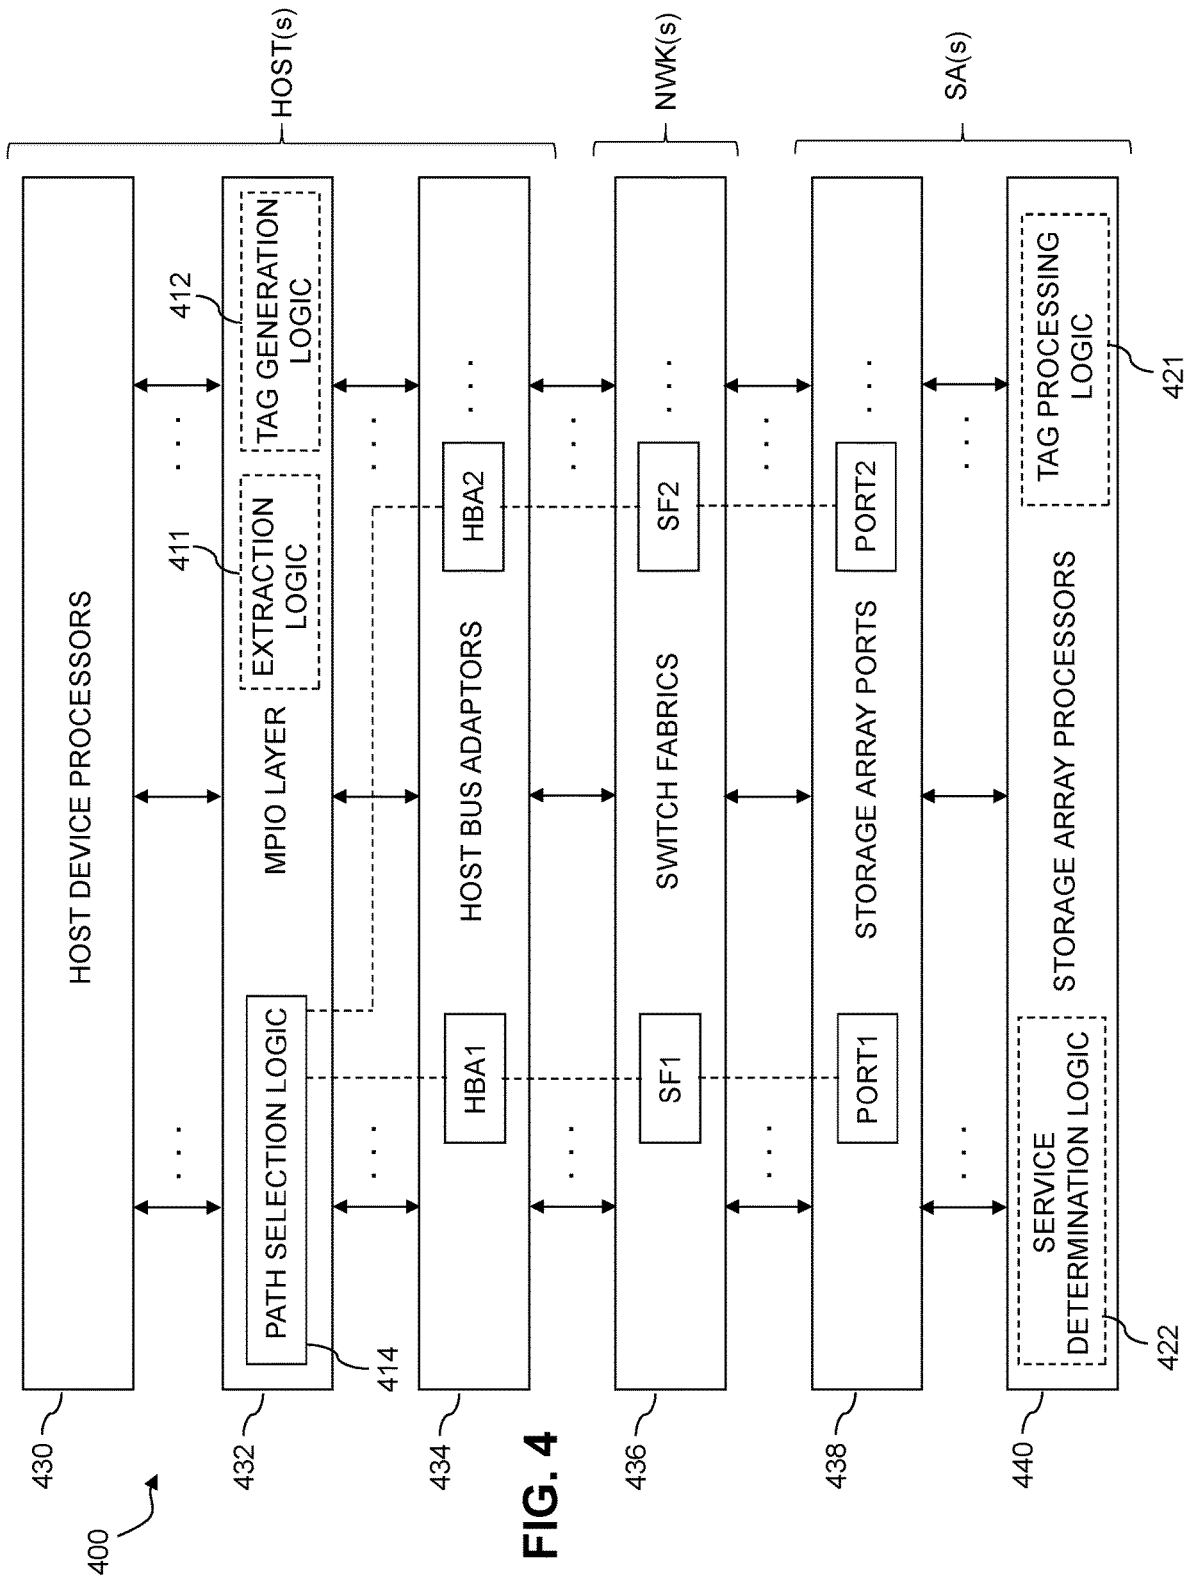 400
430
HOST DEVICE PROCESSORS
HOST(s)
432
PATH SELECTION LOGIC
414
MPIO LAYER
EXTRACTION
LOGIC
411
TAG GENERATION
LOGIC
412
434
HBA1
HOST BUS ADAPTORS
HBA2
436
SF1
SWITCH FABRICS
SF2
NWK(s)
438
PORT1
STORAGE ARRAY PORTS
PORT2
SA(s)
440
SERVICE
DETERMINATION LOGIC
422
STORAGE ARRAY PROCESSORS
TAG PROCESSING
LOGIC
421
FIG. 4